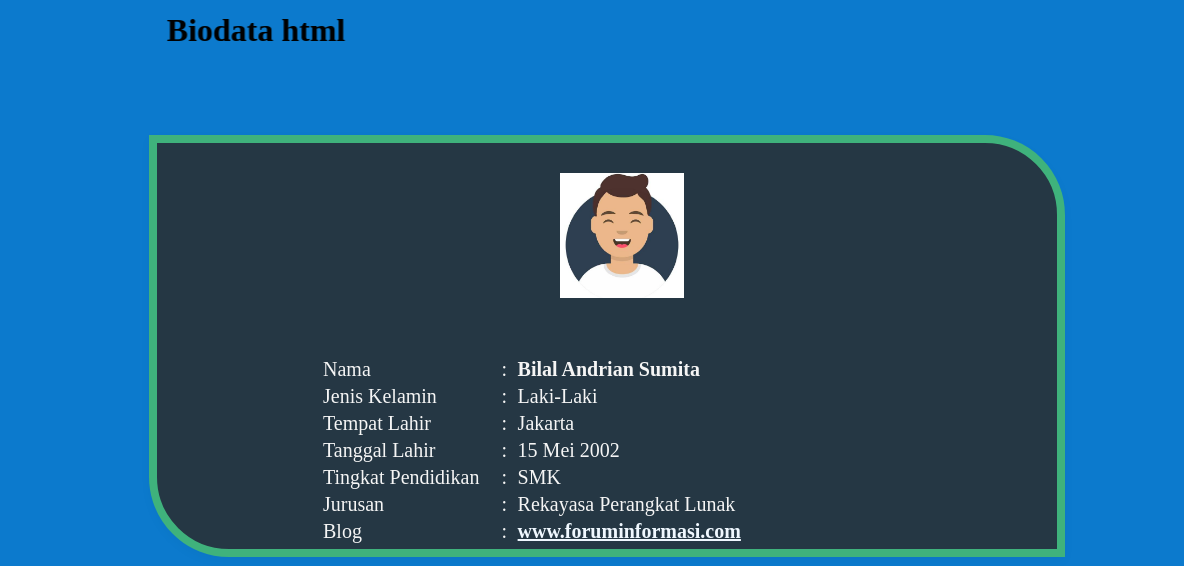 Biodata html
Nama : Bilal Andrian Sumita
Jenis Kelamin : Laki-Laki
Tempat Lahir : Jakarta
Tanggal Lahir : 15 Mei 2002
Tingkat Pendidikan : SMK
Jurusan : Rekayasa Perangkat Lunak
Blog : www.foruminformasi.com